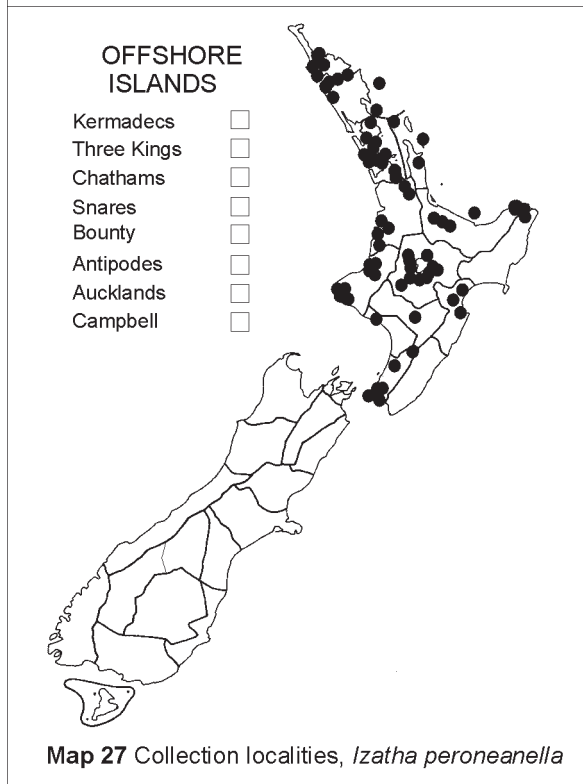 OFFSHORE
ISLANDS
Kermadecs
Three Kings
Chathams
Snares
Bounty
Antipodes
Aucklands
Campbell
Map 27 Collection localities, Izatha peroneanella